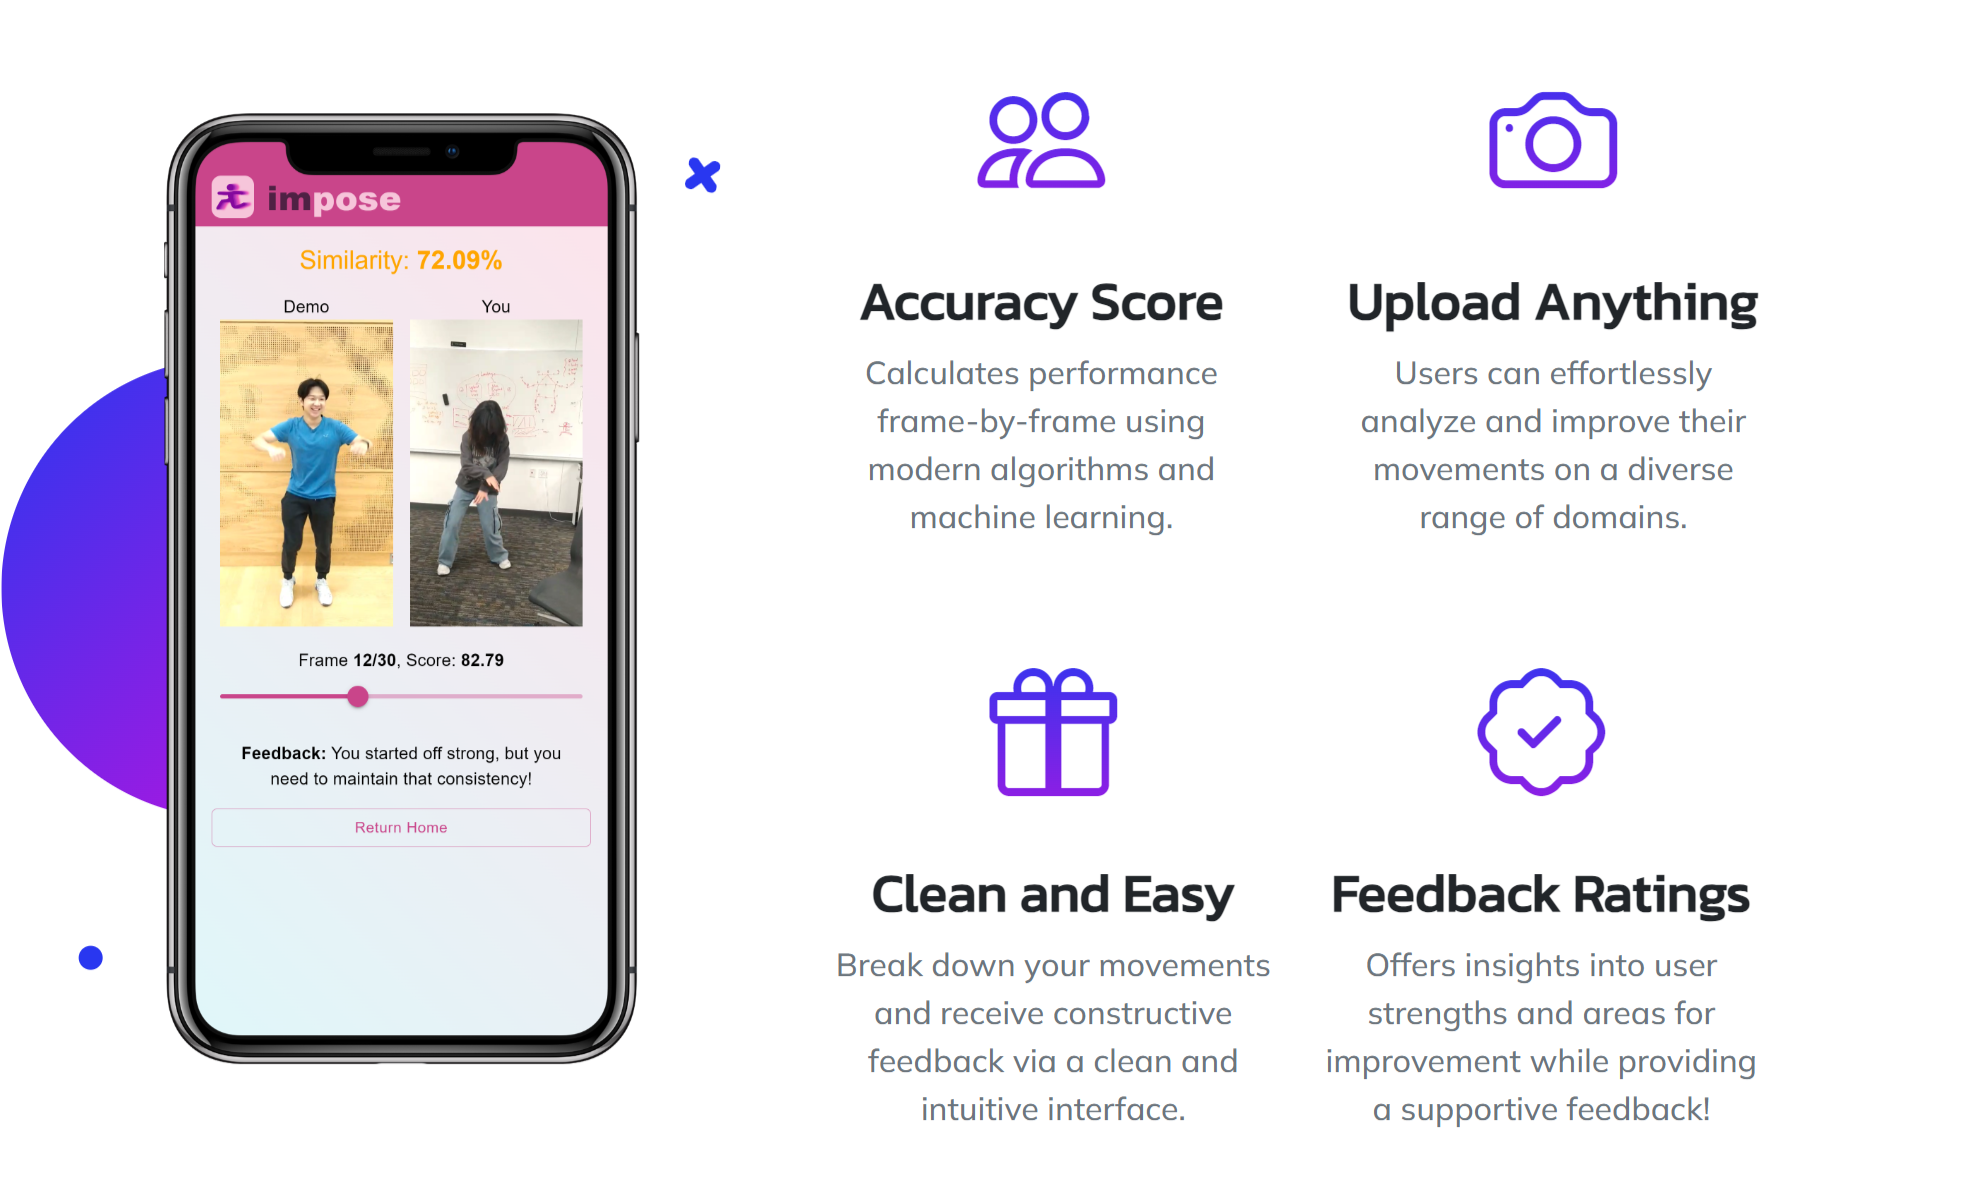 impose
Similarity: 72.09%
Demo
You
Frame 12/30, Score: 82.79
Feedback: You started off strong, but you
need to maintain that consistency!
Return Home
Accuracy Score
Calculates performance
frame-by-frame using
modern algorithms and
machine learning.
Upload Anything
Users can effortlessly
analyze and improve their
movements on a diverse
range of domains.
Clean and Easy
Break down your movements
and receive constructive
feedback via a clean and
intuitive interface.
Feedback Ratings
Offers insights into user
strengths and areas for
improvement while providing
a supportive feedback!